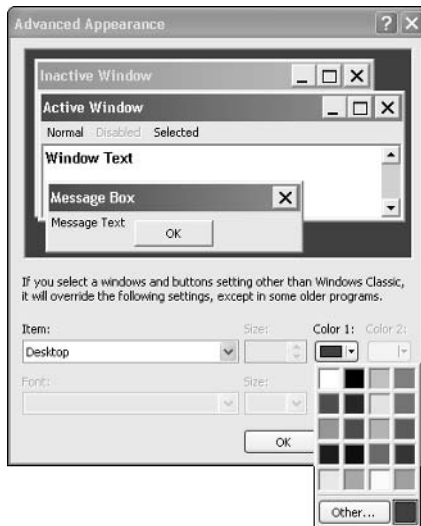 Advanced Appearance
Inactive Window
Active Window
Normal Disabled Selected
Window Text
Message Box
Message Text
OK
If you select a windows and buttons setting other than Windows Classic,
it will override the following settings, except in some older programs.
Item: Size: Color 1: Color 2:
Desktop
Font: Size:
OK
Other...